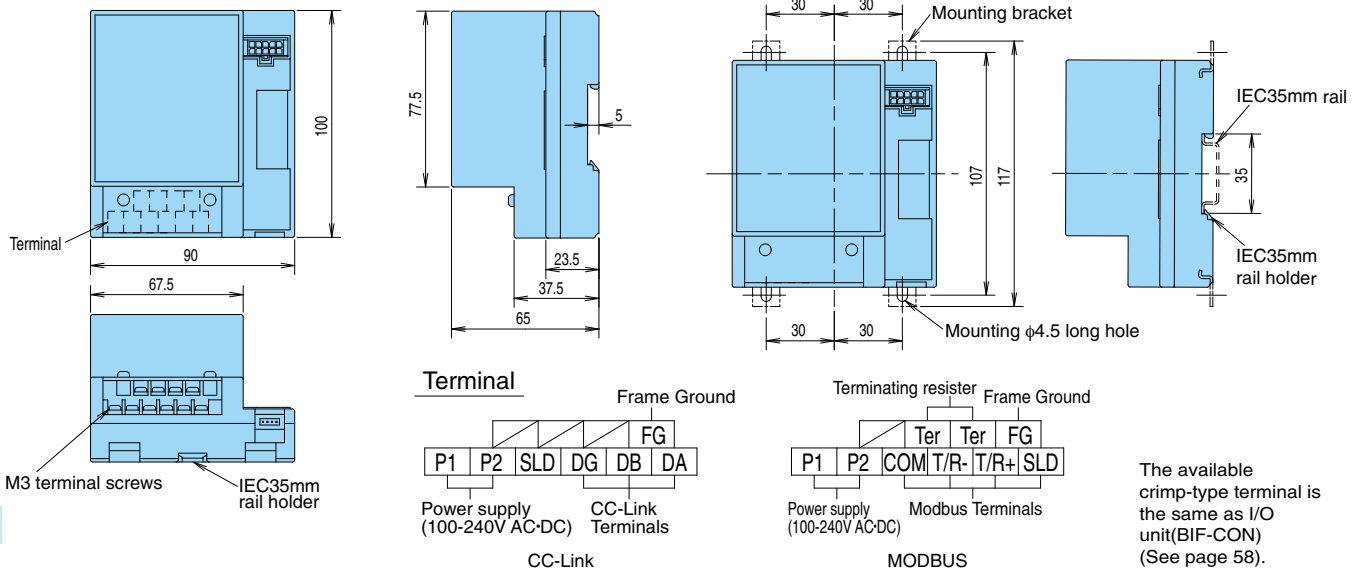 30
30
Mounting bracket
IEC35mm rail
77.5
5
100
107
117
35
Terminal
90
23.5
37.5
65
IEC35mm
rail holder
67.5
30
30
Mounting φ4.5 long hole
M3 terminal screws
IEC35mm
rail holder
Terminal
Frame Ground
FG
P1 P2 SLD DG DB DA
Power supply
(100-240V AC·DC)
CC-Link
Terminals
CC-Link
Terminating resister
Frame Ground
Ter Ter FG
P1 P2 COM T/R- T/R+ SLD
Power supply
(100-240V AC·DC)
Modbus Terminals
MODBUS
The available
crimp-type terminal is
the same as I/O
unit(BIF-CON)
(See page 58).